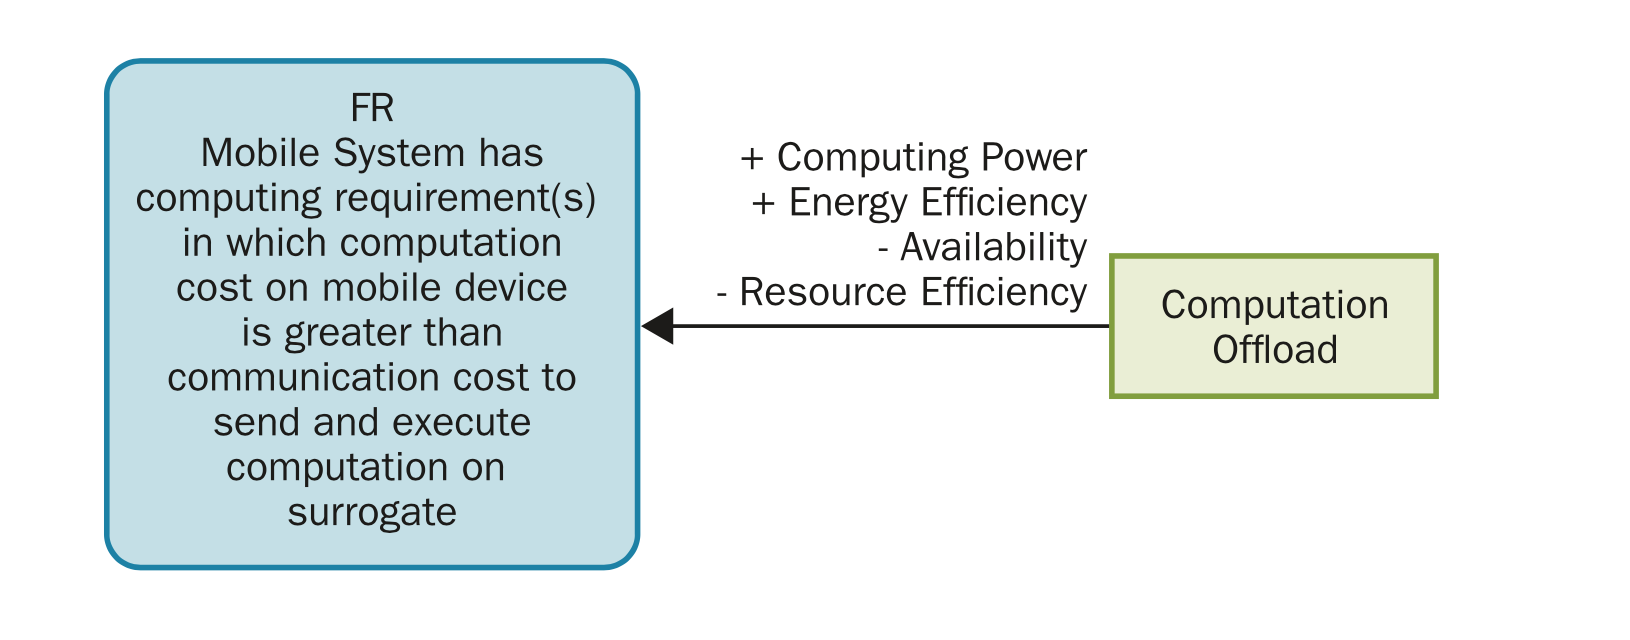 FR
Mobile System has
computing requirement(s)
in which computation
cost on mobile device
is greater than
communication cost to
send and execute
computation on
surrogate
+ Computing Power
+ Energy Efficiency
- Availability
- Resource Efficiency
Computation
Offload